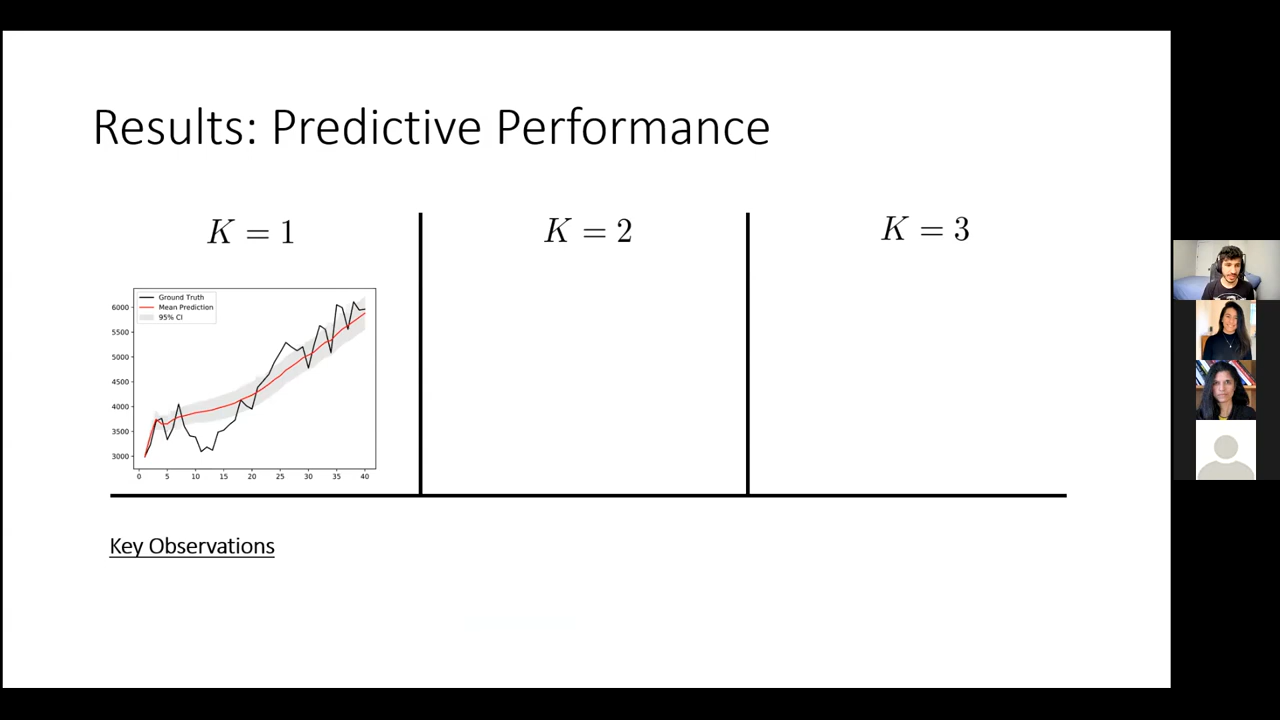 Results: Predictive Performance
K = 1
K = 2
K = 3
Ground Truth
Mean Prediction
95% CI
6000
5500
5000
4500
4000
3500
3000
0 5 10 15 20 25 30 35 40
Key Observations